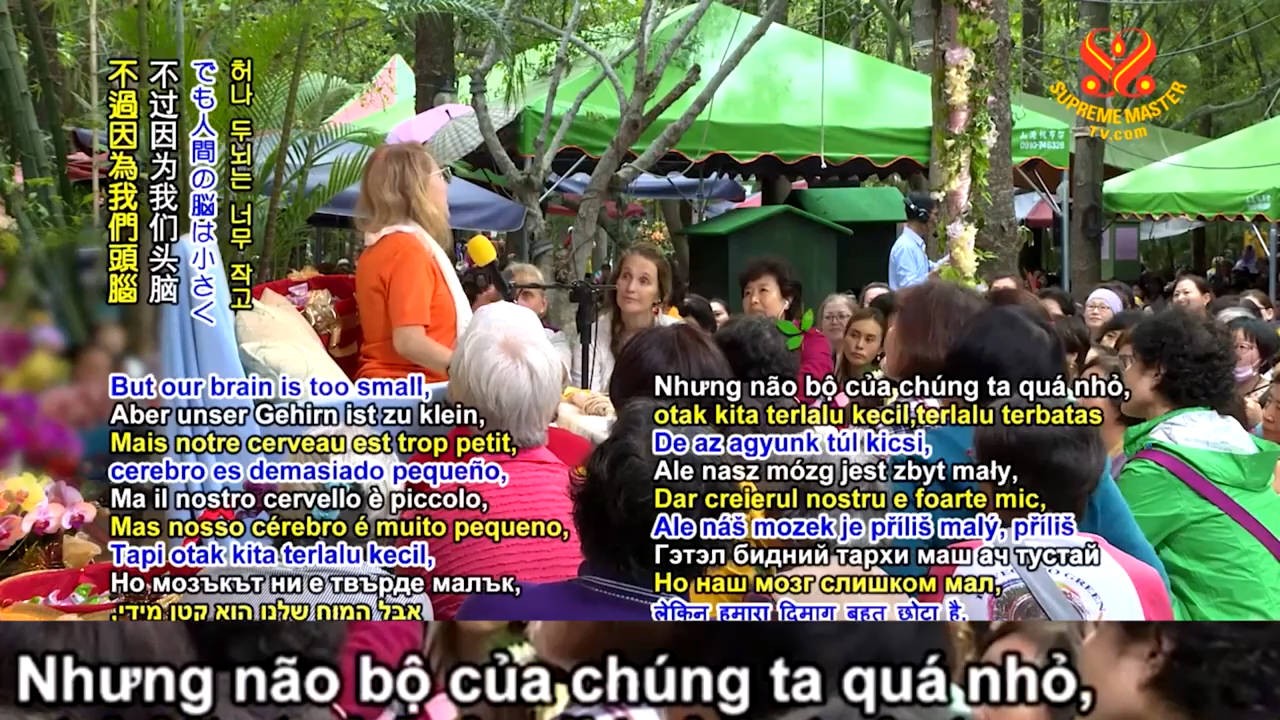 허나 두뇌는 너무 작고
でも人間の脳は小さく
不过因为我们头脑
不過因為我們頭腦
SUPREME MASTER
TV.com
But our brain is too small,
Aber unser Gehirn ist zu klein,
Mais notre cerveau est trop petit,
cerebro es demasiado pequeño,
Ma il nostro cervello è piccolo,
Mas nosso cérebro é muito pequeno,
Tapi otak kita terlalu kecil,
Но мозъкът ни е твърде малък,
אבל המוח שלנו הוא קטן מידי,
Nhưng não bộ của chúng ta quá nhỏ,
otak kita terlalu kecil,terlalu terbatas
De az agyunk túl kicsi,
Ale nasz mózg jest zbyt mały,
Dar creierul nostru e foarte mic,
Ale náš mozek je příliš malý, příliš
Гэтэл бидний тархи маш ач тустай
Но наш мозг слишком мал,
लेकिन हमारा दिमाग बहुत छोटा है,
Nhưng não bộ của chúng ta quá nhỏ,